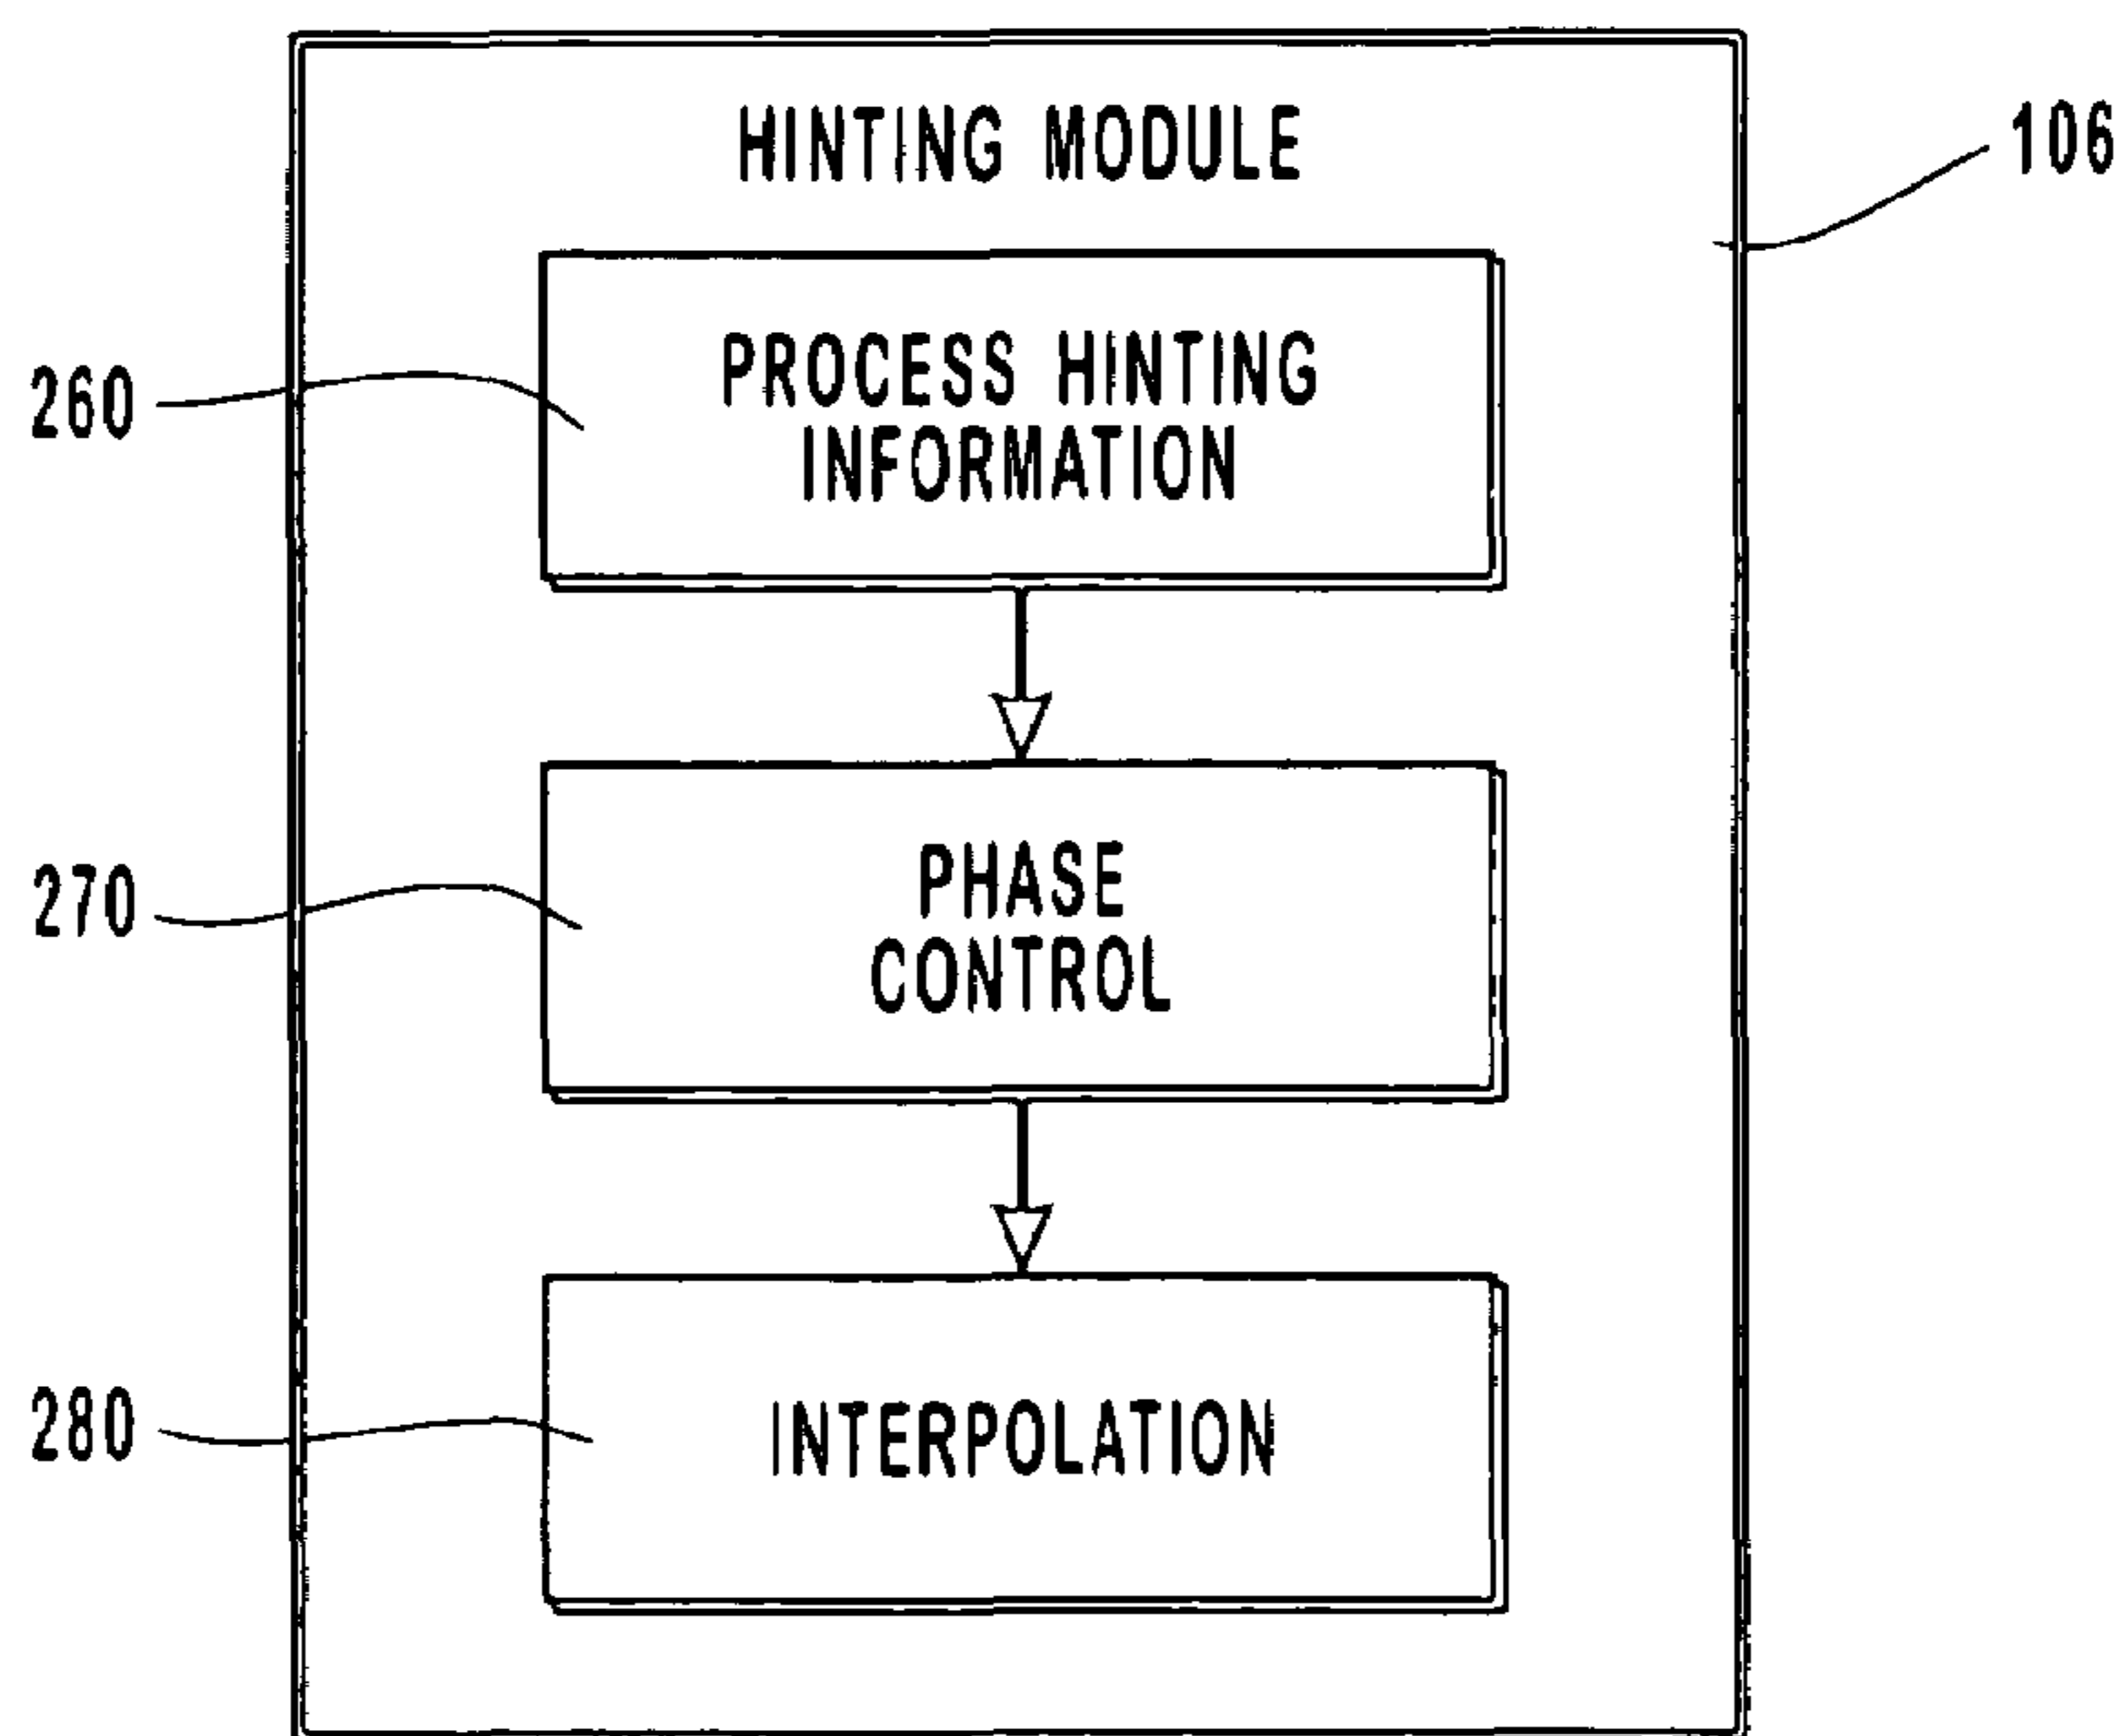 HINTING MODULE
106
PROCESS HINTING
INFORMATION
260
PHASE
CONTROL
270
INTERPOLATION
280